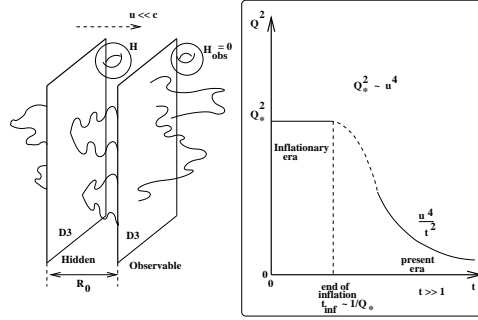 u << c
H
H = 0
obs
D3
D3
Hidden
Observable
R_0
Q^2
Q_*^2 ~ u^4
Q_*^2
Inflationary
era
u^4
t^2
present
era
0
0
end of
inflation
t_inf ~ 1/Q_*
t >> 1
t